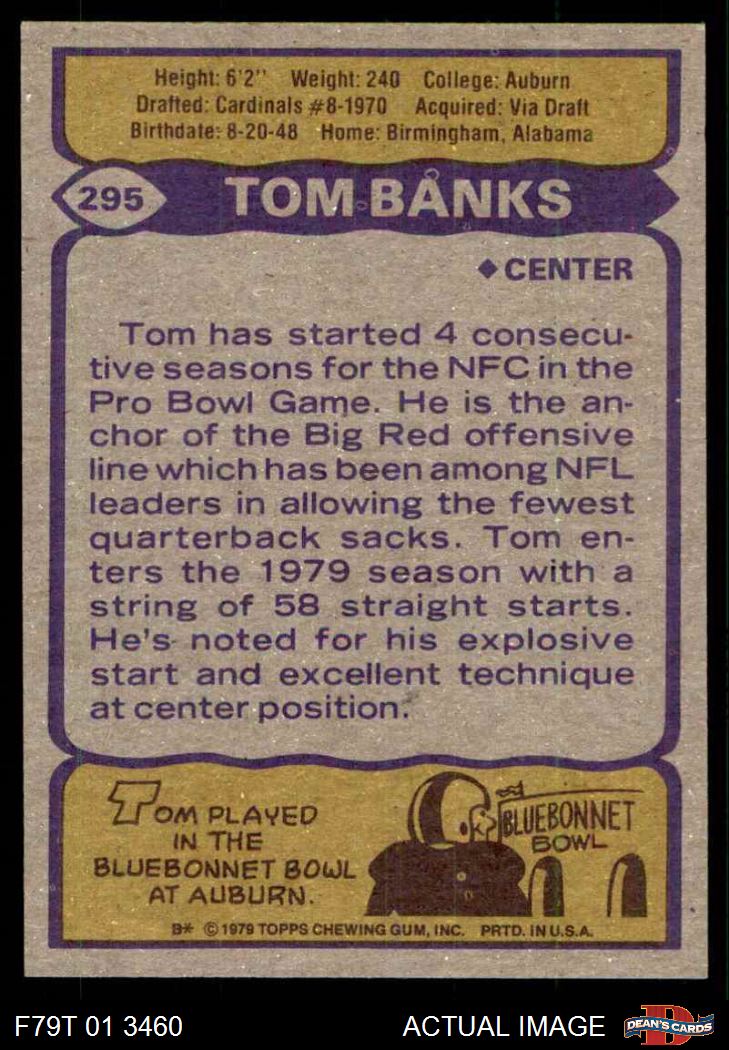 Height: 6'2" Weight: 240 College: Auburn
Drafted: Cardinals #8-1970 Acquired: Via Draft
Birthdate: 8-20-48 Home: Birmingham, Alabama
295 TOM BANKS
◆ CENTER
Tom has started 4 consecu-
tive seasons for the NFC in the
Pro Bowl Game. He is the an-
chor of the Big Red offensive
line which has been among NFL
leaders in allowing the fewest
quarterback sacks. Tom en-
ters the 1979 season with a
string of 58 straight starts.
He's noted for his explosive
start and excellent technique
at center position.
TOM PLAYED
IN THE
BLUEBONNET BOWL
AT AUBURN.
BLUEBONNET
BOWL
B* © 1979 TOPPS CHEWING GUM, INC. PRTD. IN U.S.A.
F79T 01 3460 ACTUAL IMAGE
DEAN'S CARDS